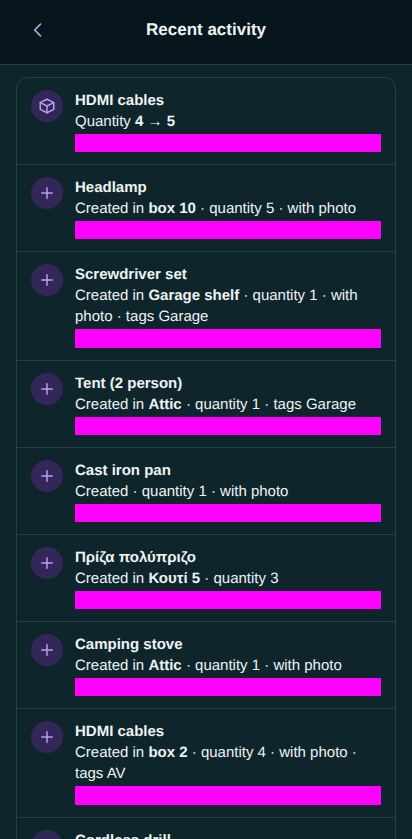 Recent activity
HDMI cables
Quantity 4 → 5
Headlamp
Created in box 10 · quantity 5 · with photo
Screwdriver set
Created in Garage shelf · quantity 1 · with
photo · tags Garage
Tent (2 person)
Created in Attic · quantity 1 · tags Garage
Cast iron pan
Created · quantity 1 · with photo
Πρίζα πολύπριζο
Created in Κουτί 5 · quantity 3
Camping stove
Created in Attic · quantity 1 · with photo
HDMI cables
Created in box 2 · quantity 4 · with photo ·
tags AV
Cordless drill